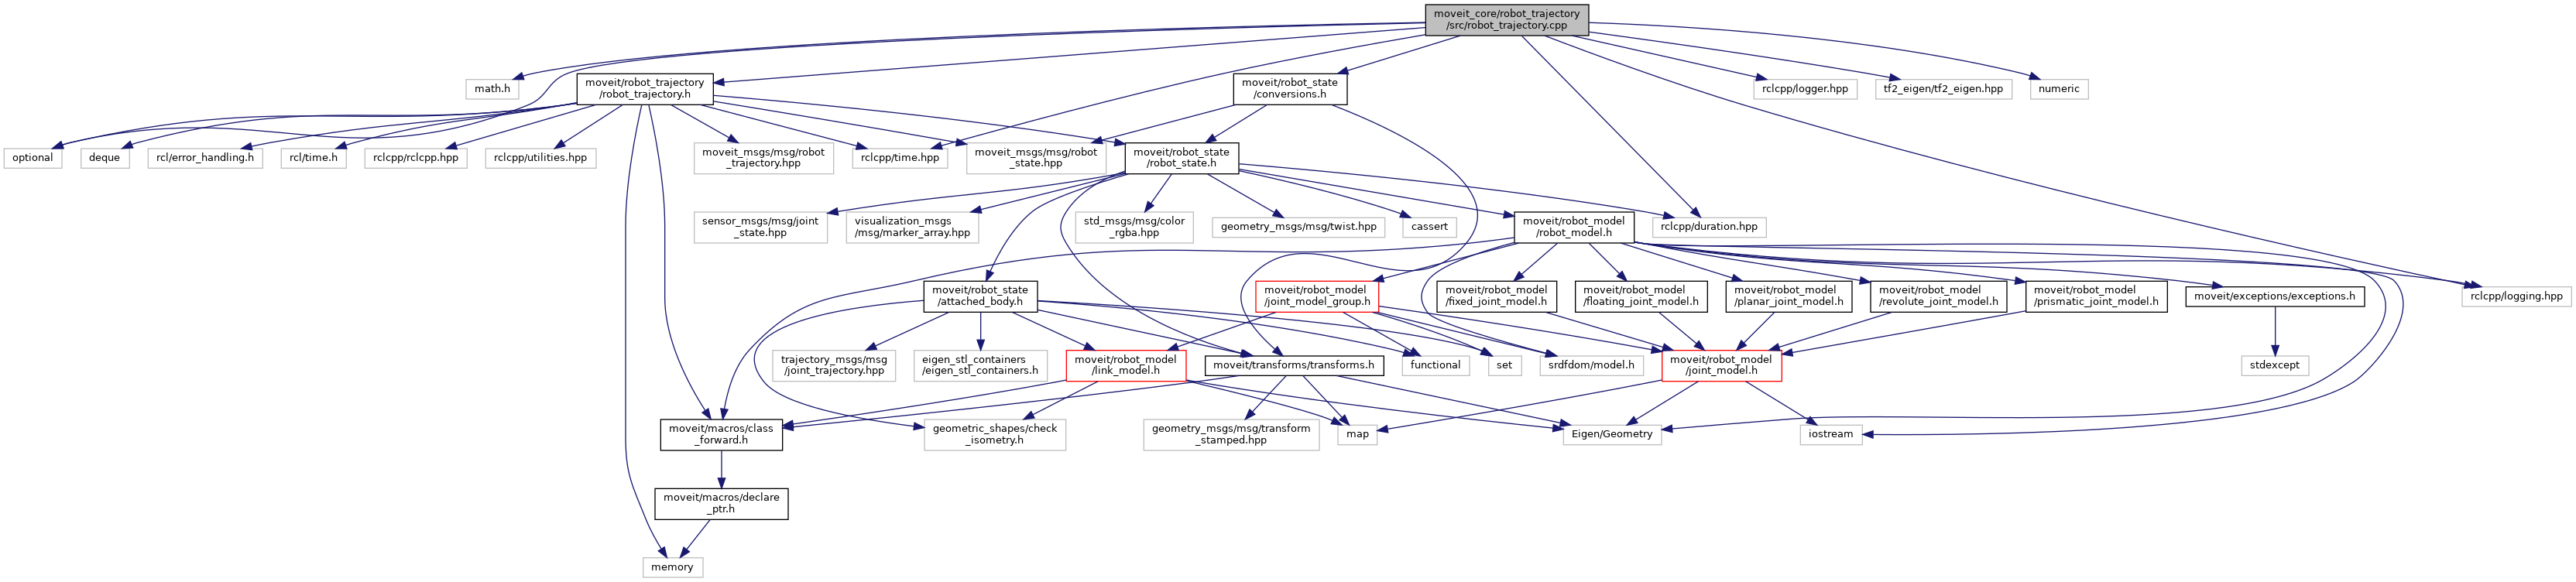 moveit_core/robot_trajectory
/src/robot_trajectory.cpp
math.h
moveit/robot_trajectory
/robot_trajectory.h
moveit/robot_state
/conversions.h
rclcpp/logger.hpp
tf2_eigen/tf2_eigen.hpp
numeric
optional
deque
rcl/error_handling.h
rcl/time.h
rclcpp/rclcpp.hpp
rclcpp/utilities.hpp
moveit_msgs/msg/robot
_trajectory.hpp
rclcpp/time.hpp
moveit_msgs/msg/robot
_state.hpp
moveit/robot_state
/robot_state.h
sensor_msgs/msg/joint
_state.hpp
visualization_msgs
/msg/marker_array.hpp
std_msgs/msg/color
_rgba.hpp
geometry_msgs/msg/twist.hpp
cassert
moveit/robot_model
/robot_model.h
rclcpp/duration.hpp
moveit/robot_state
/attached_body.h
moveit/robot_model
/joint_model_group.h
moveit/robot_model
/fixed_joint_model.h
moveit/robot_model
/floating_joint_model.h
moveit/robot_model
/planar_joint_model.h
moveit/robot_model
/revolute_joint_model.h
moveit/robot_model
/prismatic_joint_model.h
moveit/exceptions/exceptions.h
rclcpp/logging.hpp
trajectory_msgs/msg
/joint_trajectory.hpp
eigen_stl_containers
/eigen_stl_containers.h
moveit/robot_model
/link_model.h
moveit/transforms/transforms.h
functional
set
srdfdom/model.h
moveit/robot_model
/joint_model.h
stdexcept
moveit/macros/class
_forward.h
geometric_shapes/check
_isometry.h
geometry_msgs/msg/transform
_stamped.hpp
map
Eigen/Geometry
iostream
moveit/macros/declare
_ptr.h
memory